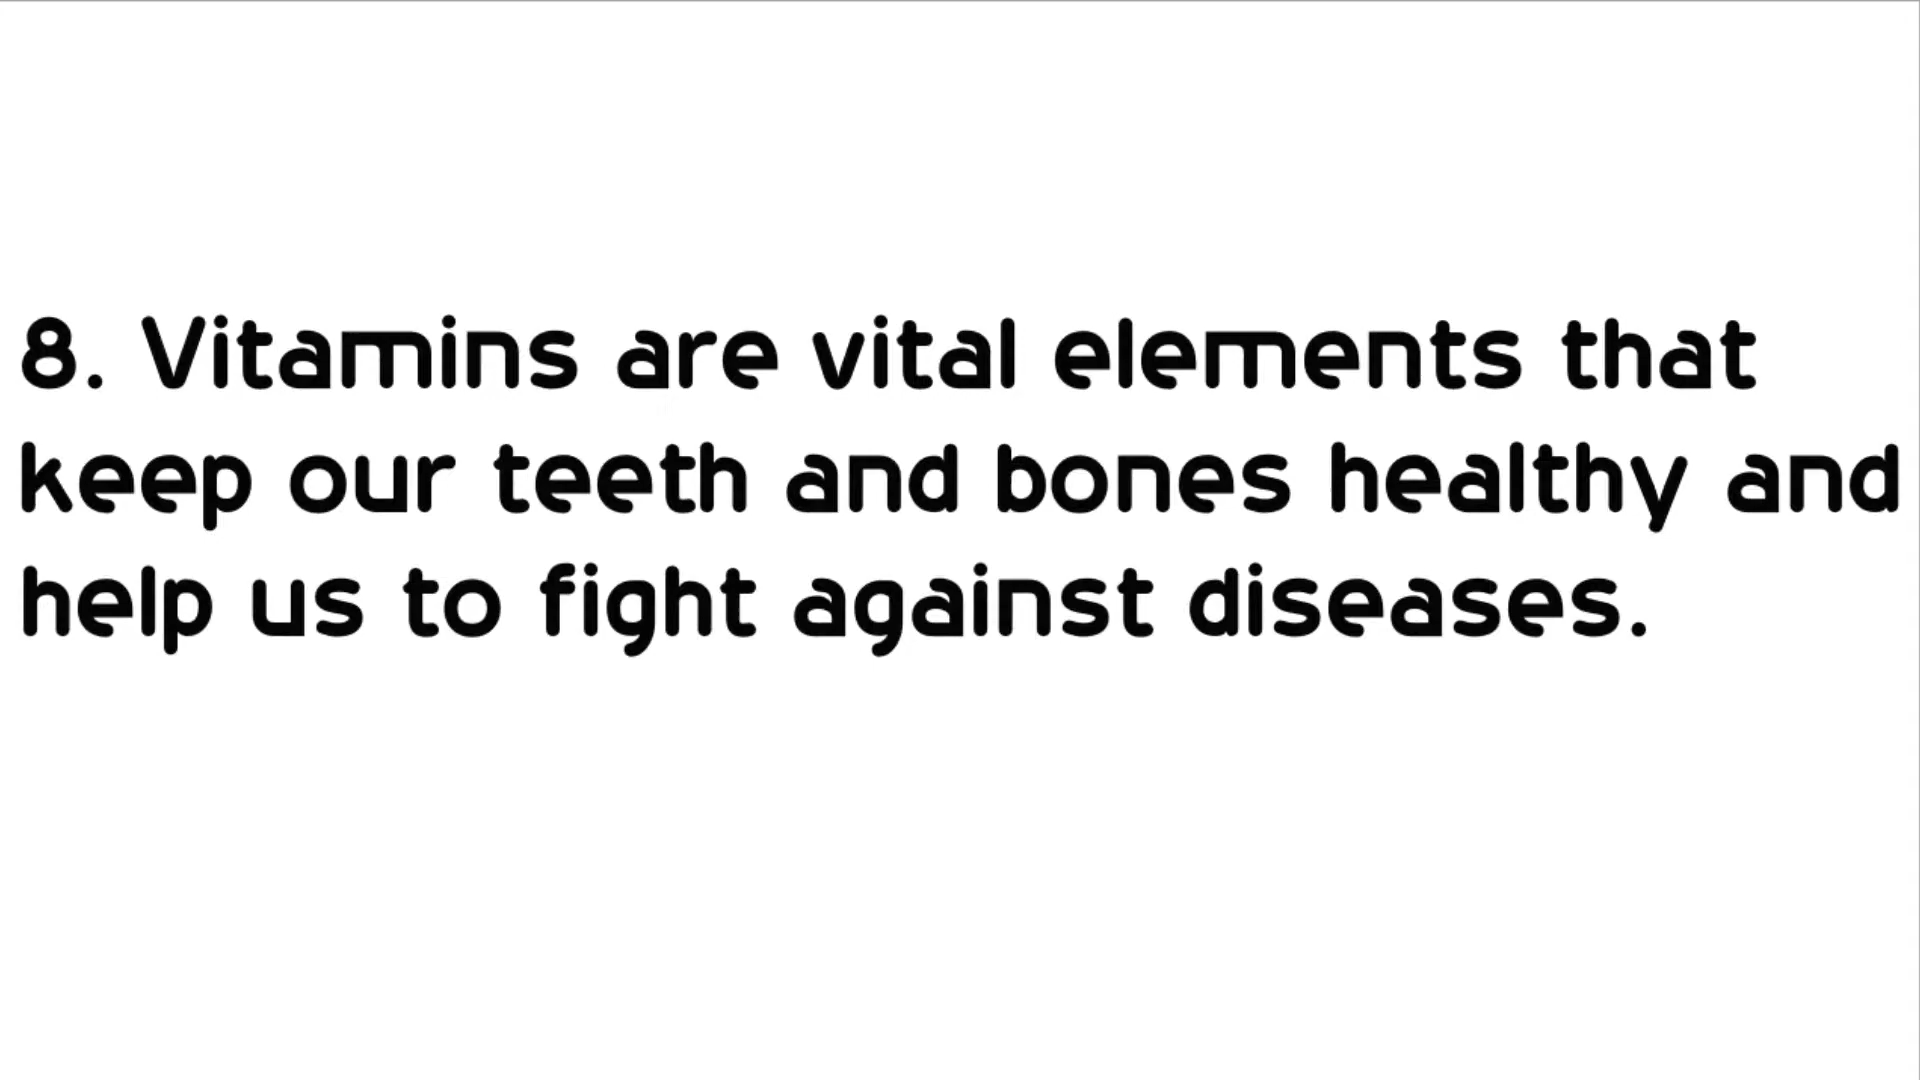 8. Vitamins are vital elements that
keep our teeth and bones healthy and
help us to fight against diseases.